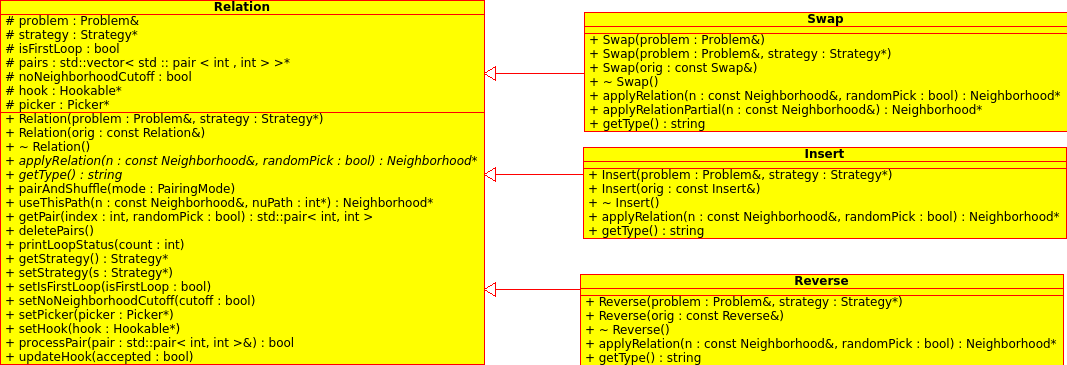 Relation
# problem : Problem&
# strategy : Strategy*
# isFirstLoop : bool
# pairs : std::vector< std :: pair < int , int > >*
# noNeighborhoodCutoff : bool
# hook : Hookable*
# picker : Picker*
+ Relation(problem : Problem&, strategy : Strategy*)
+ Relation(orig : const Relation&)
+ ~ Relation()
+ applyRelation(n : const Neighborhood&, randomPick : bool) : Neighborhood*
+ getType() : string
+ pairAndShuffle(mode : PairingMode)
+ useThisPath(n : const Neighborhood&, nuPath : int*) : Neighborhood*
+ getPair(index : int, randomPick : bool) : std::pair< int, int >
+ deletePairs()
+ printLoopStatus(count : int)
+ getStrategy() : Strategy*
+ setStrategy(s : Strategy*)
+ setIsFirstLoop(isFirstLoop : bool)
+ setNoNeighborhoodCutoff(cutoff : bool)
+ setPicker(picker : Picker*)
+ setHook(hook : Hookable*)
+ processPair(pair : std::pair< int, int >&) : bool
+ updateHook(accepted : bool)
Swap
+ Swap(problem : Problem&)
+ Swap(problem : Problem&, strategy : Strategy*)
+ Swap(orig : const Swap&)
+ ~ Swap()
+ applyRelation(n : const Neighborhood&, randomPick : bool) : Neighborhood*
+ applyRelationPartial(n : const Neighborhood&) : Neighborhood*
+ getType() : string
Insert
+ Insert(problem : Problem&, strategy : Strategy*)
+ Insert(orig : const Insert&)
+ ~ Insert()
+ applyRelation(n : const Neighborhood&, randomPick : bool) : Neighborhood*
+ getType() : string
Reverse
+ Reverse(problem : Problem&, strategy : Strategy*)
+ Reverse(orig : const Reverse&)
+ ~ Reverse()
+ applyRelation(n : const Neighborhood&, randomPick : bool) : Neighborhood*
+ getType() : string